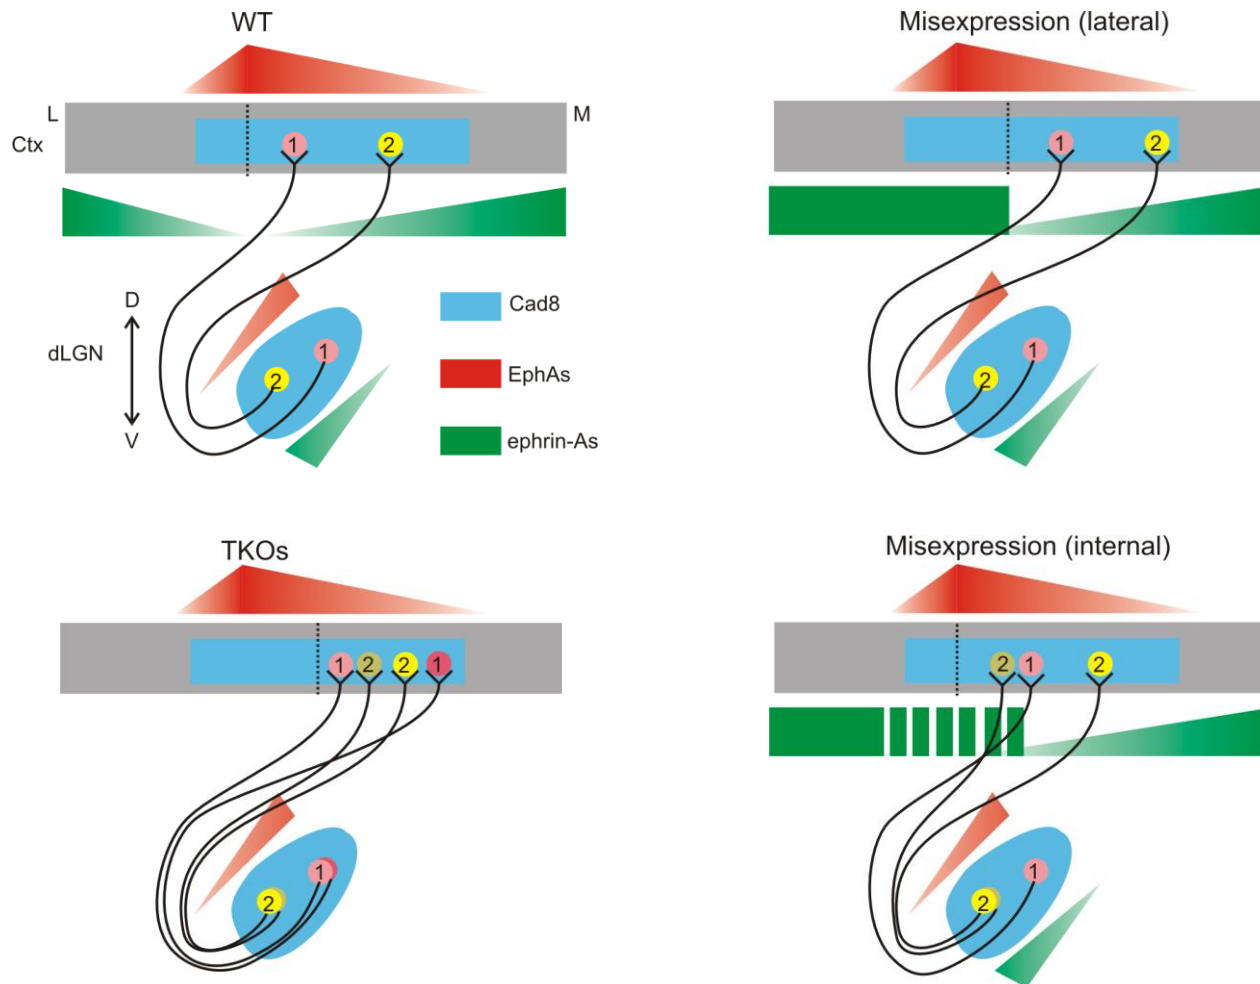 WT
L
M
Ctx
1
2
D
dLGN
V
1
2
Cad8
EphAs
ephrin-As
Misexpression (lateral)
1
2
1
2
TKOs
1
2
2
1
1
2
Misexpression (internal)
2
1
2
1
2